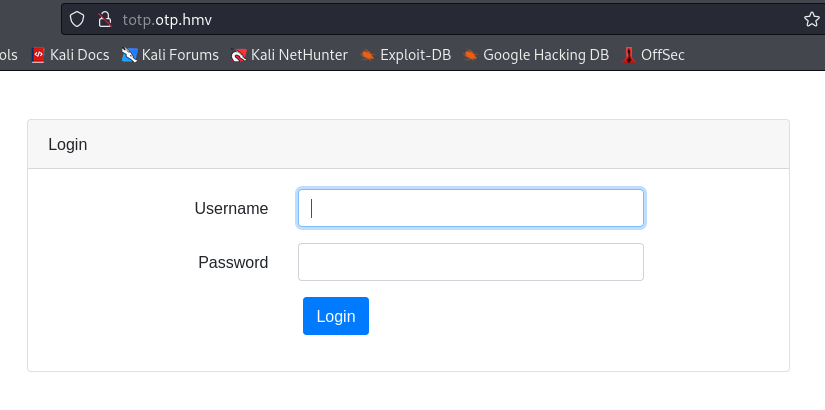 totp.otp.hmv
ols Kali Docs Kali Forums Kali NetHunter Exploit-DB Google Hacking DB OffSec
Login
Username
Password
Login